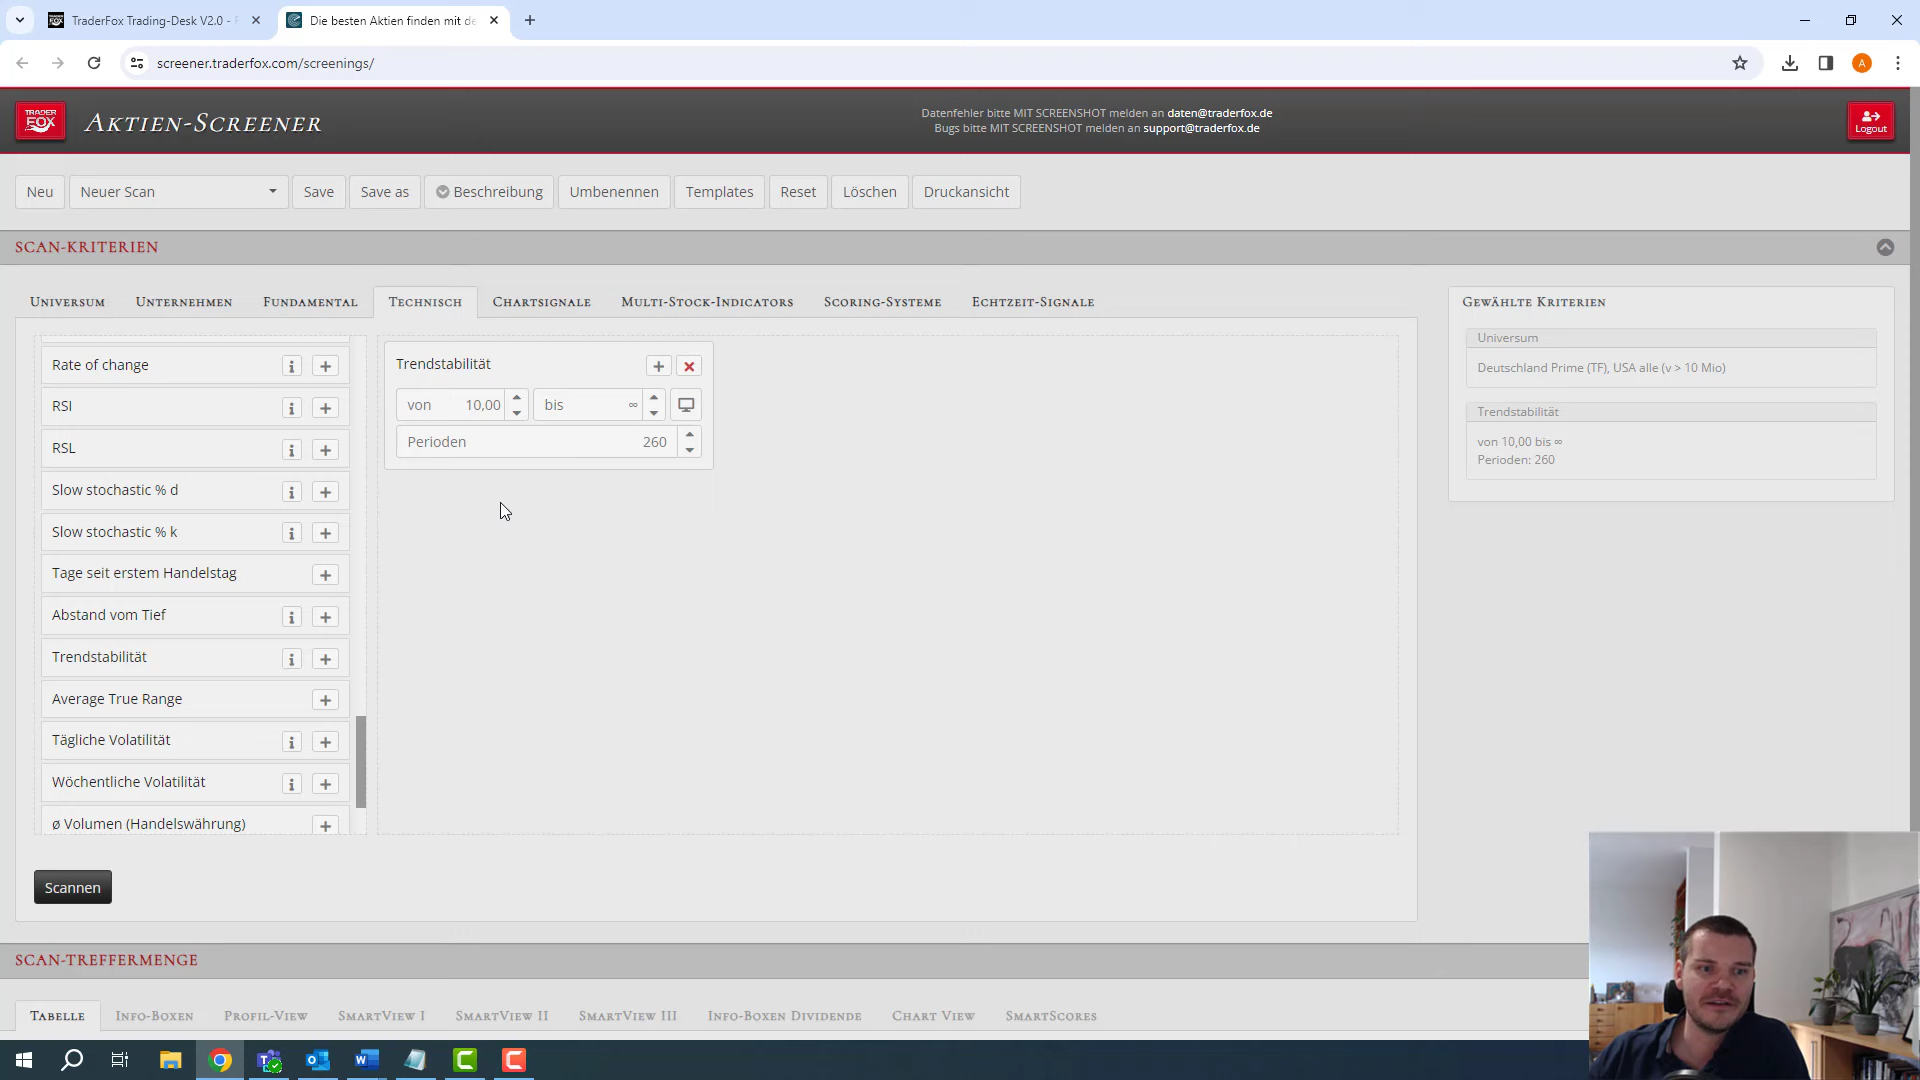 TraderFox Trading-Desk V2.0 -
Die besten Aktien finden mit de
screener.traderfox.com/screenings/
A
TRADER
FOX
AKTIEN-SCREENER
Datenfehler bitte MIT SCREENSHOT melden an daten@traderfox.de
Bugs bitte MIT SCREENSHOT melden an support@traderfox.de
Logout
Neu
Neuer Scan
Save
Save as
Beschreibung
Umbenennen
Templates
Reset
Löschen
Druckansicht
SCAN-KRITERIEN
UNIVERSUM
UNTERNEHMEN
FUNDAMENTAL
TECHNISCH
CHARTSIGNALE
MULTI-STOCK-INDICATORS
SCORING-SYSTEME
ECHTZEIT-SIGNALE
Rate of change
RSI
RSL
Slow stochastic % d
Slow stochastic % k
Tage seit erstem Handelstag
Abstand vom Tief
Trendstabilität
Average True Range
Tägliche Volatilität
Wöchentliche Volatilität
ø Volumen (Handelswährung)
Trendstabilität
von 10,00 bis ∞
Perioden 260
GEWÄHLTE KRITERIEN
Universum
Deutschland Prime (TF), USA alle (v > 10 Mio)
Trendstabilität
von 10,00 bis ∞
Perioden: 260
Scannen
SCAN-TREFFERMENGE
TABELLE
INFO-BOXEN
PROFIL-VIEW
SMARTVIEW I
SMARTVIEW II
SMARTVIEW III
INFO-BOXEN DIVIDENDE
CHART VIEW
SMARTSCORES